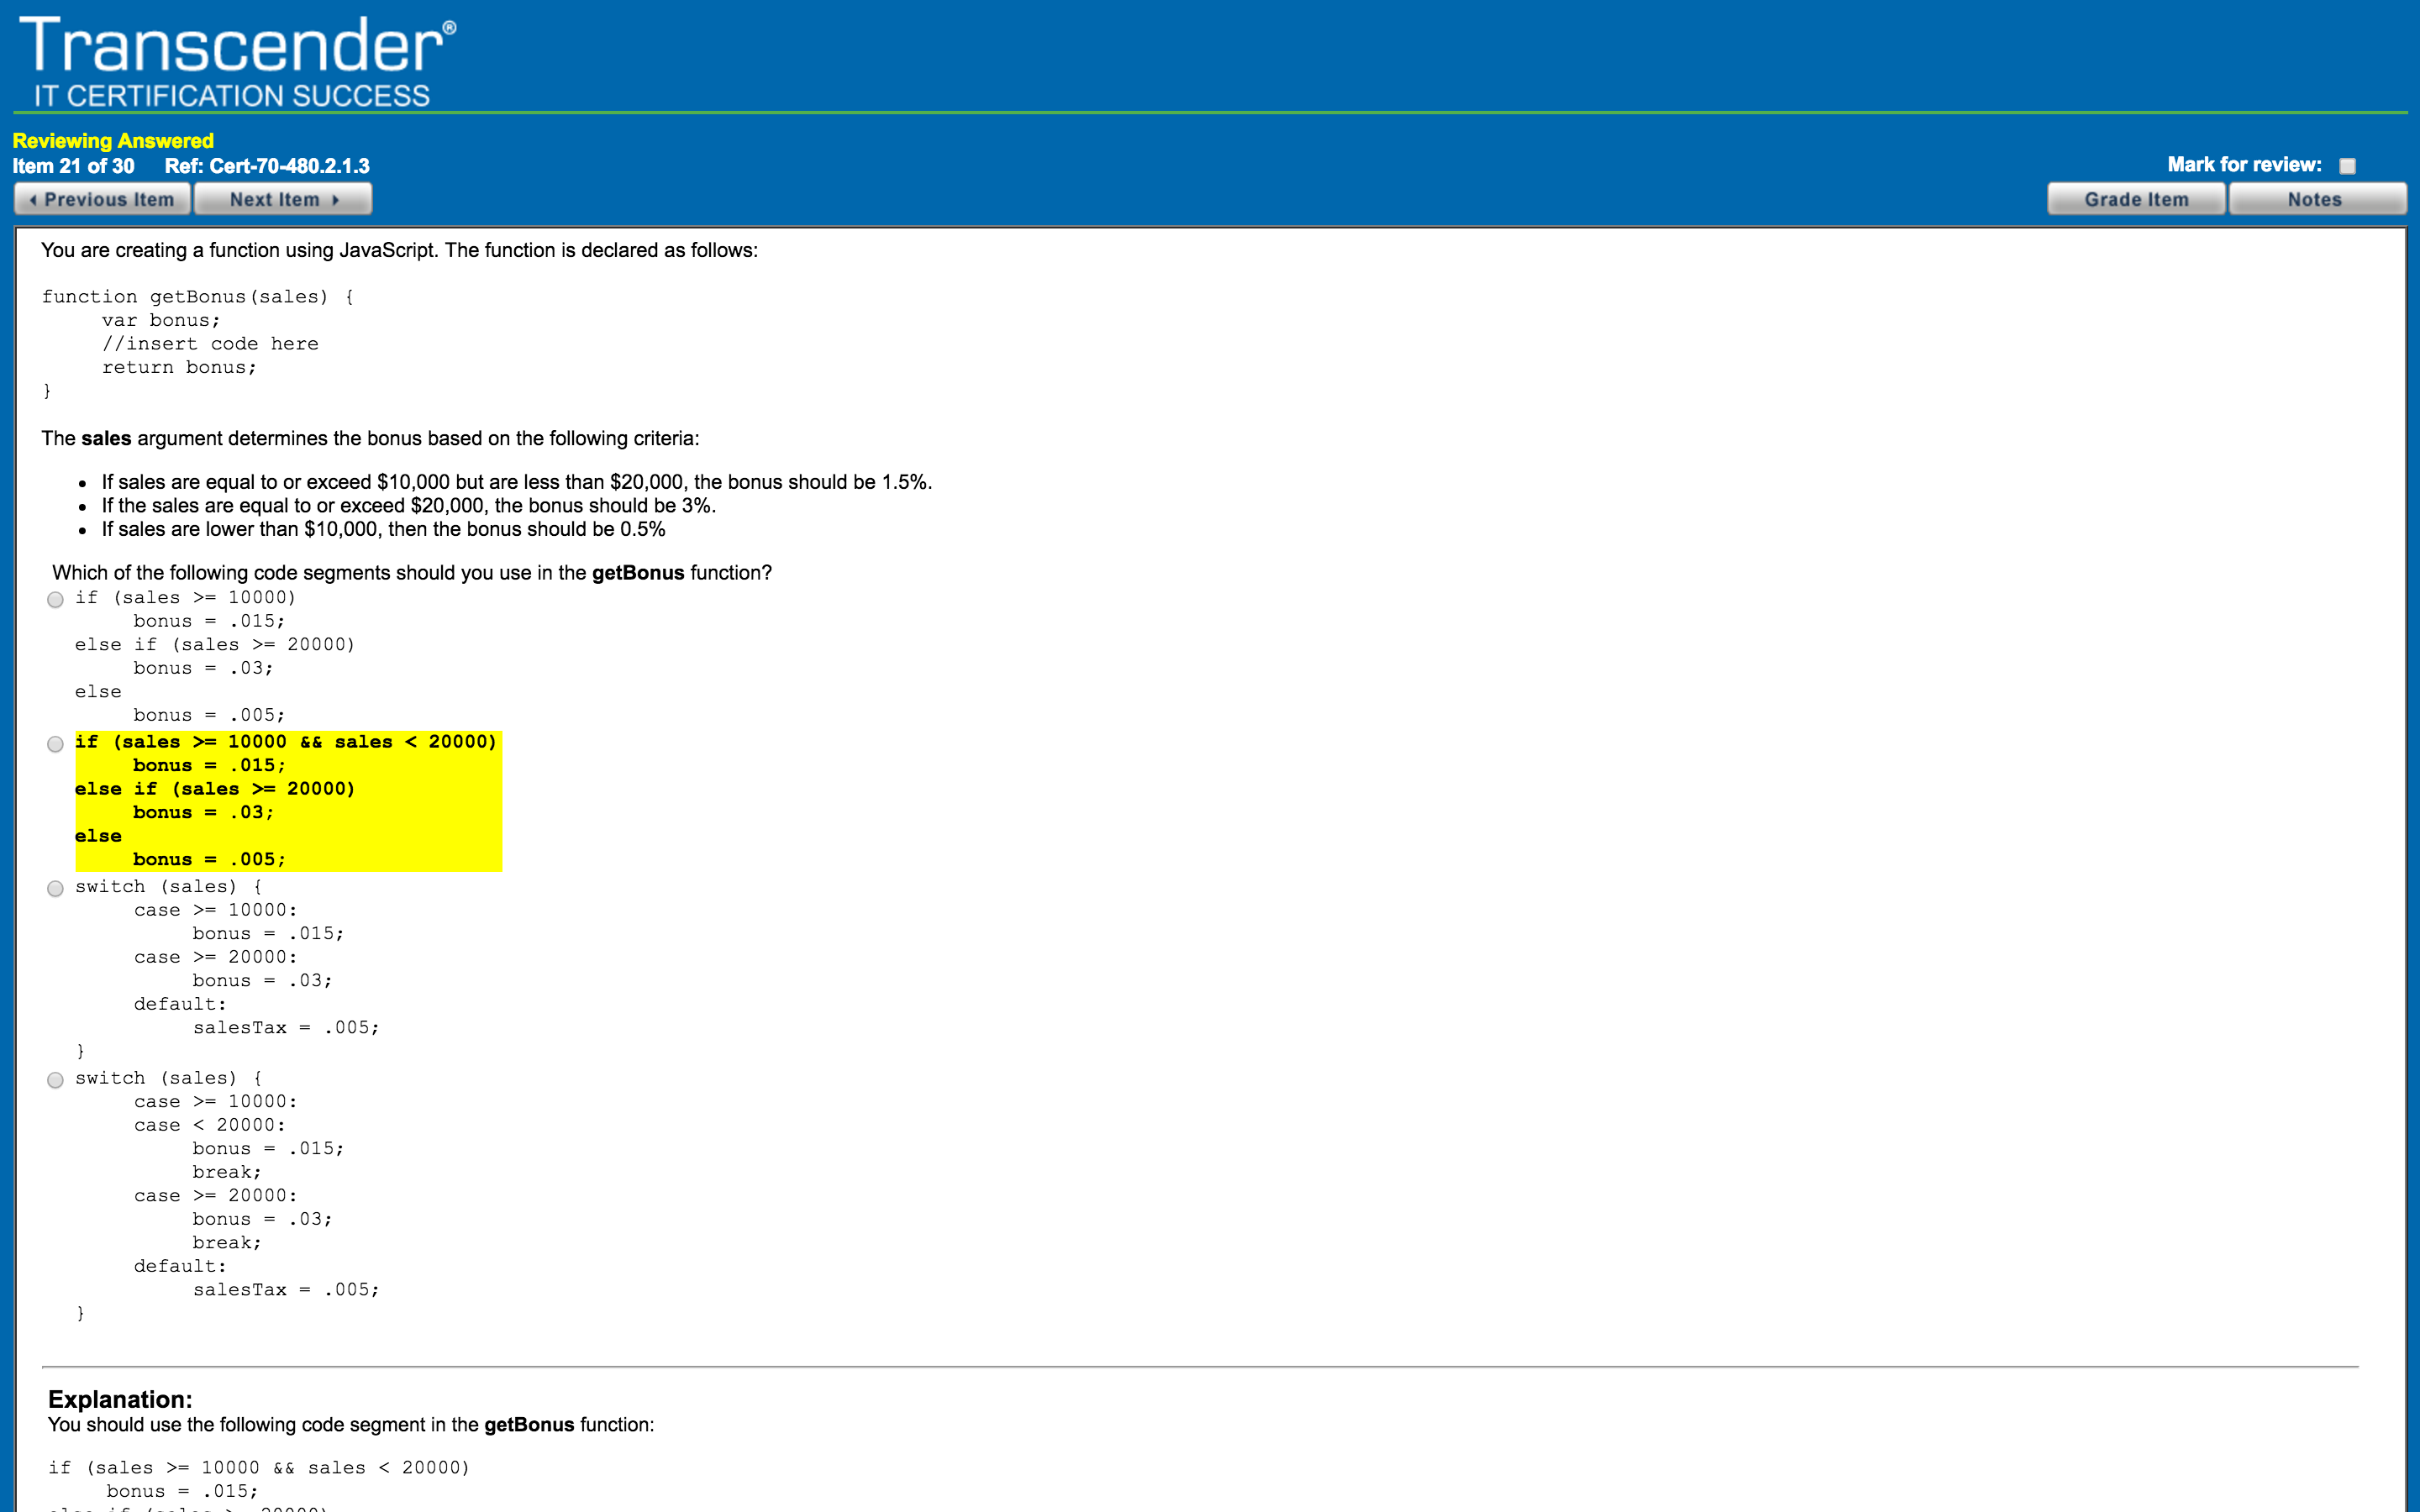 Transcender®
IT CERTIFICATION SUCCESS
Reviewing Answered
Item 21 of 30 Ref: Cert-70-480.2.1.3
Mark for review:
Previous Item Next Item Grade Item Notes
You are creating a function using JavaScript. The function is declared as follows:
function getBonus(sales) {
var bonus;
//insert code here
return bonus;
}
The sales argument determines the bonus based on the following criteria:
• If sales are equal to or exceed $10,000 but are less than $20,000, the bonus should be 1.5%.
• If the sales are equal to or exceed $20,000, the bonus should be 3%.
• If sales are lower than $10,000, then the bonus should be 0.5%
Which of the following code segments should you use in the getBonus function?
if (sales >= 10000)
bonus = .015;
else if (sales >= 20000)
bonus = .03;
else
bonus = .005;
if (sales >= 10000 && sales < 20000)
bonus = .015;
else if (sales >= 20000)
bonus = .03;
else
bonus = .005;
switch (sales) {
case >= 10000:
bonus = .015;
case >= 20000:
bonus = .03;
default:
salesTax = .005;
}
switch (sales) {
case >= 10000:
case < 20000:
bonus = .015;
break;
case >= 20000:
bonus = .03;
break;
default:
salesTax = .005;
}
Explanation:
You should use the following code segment in the getBonus function:
if (sales >= 10000 && sales < 20000)
bonus = .015;